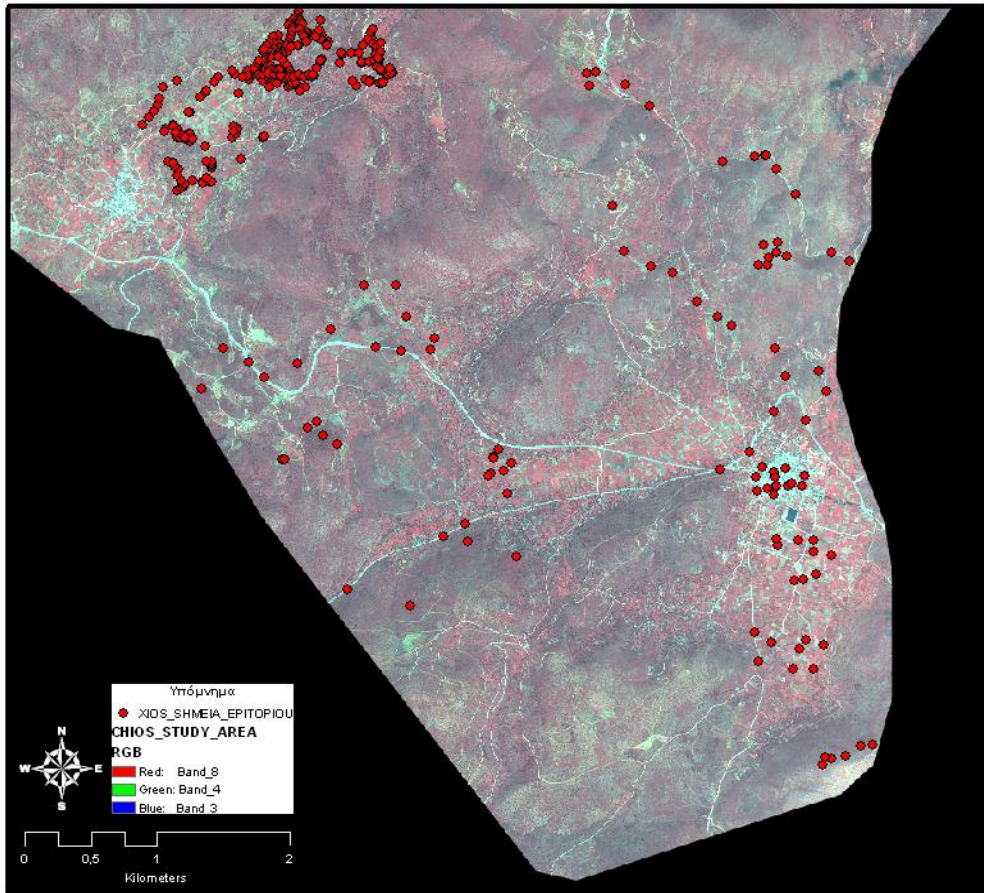 Υπόμνημα
XIOS_SHMEIA_EPITOPIOU
CHIOS_STUDY_AREA
RGB
Red: Band_8
Green: Band_4
Blue: Band_3
N
W E
S
0 0,5 1 2
Kilometers